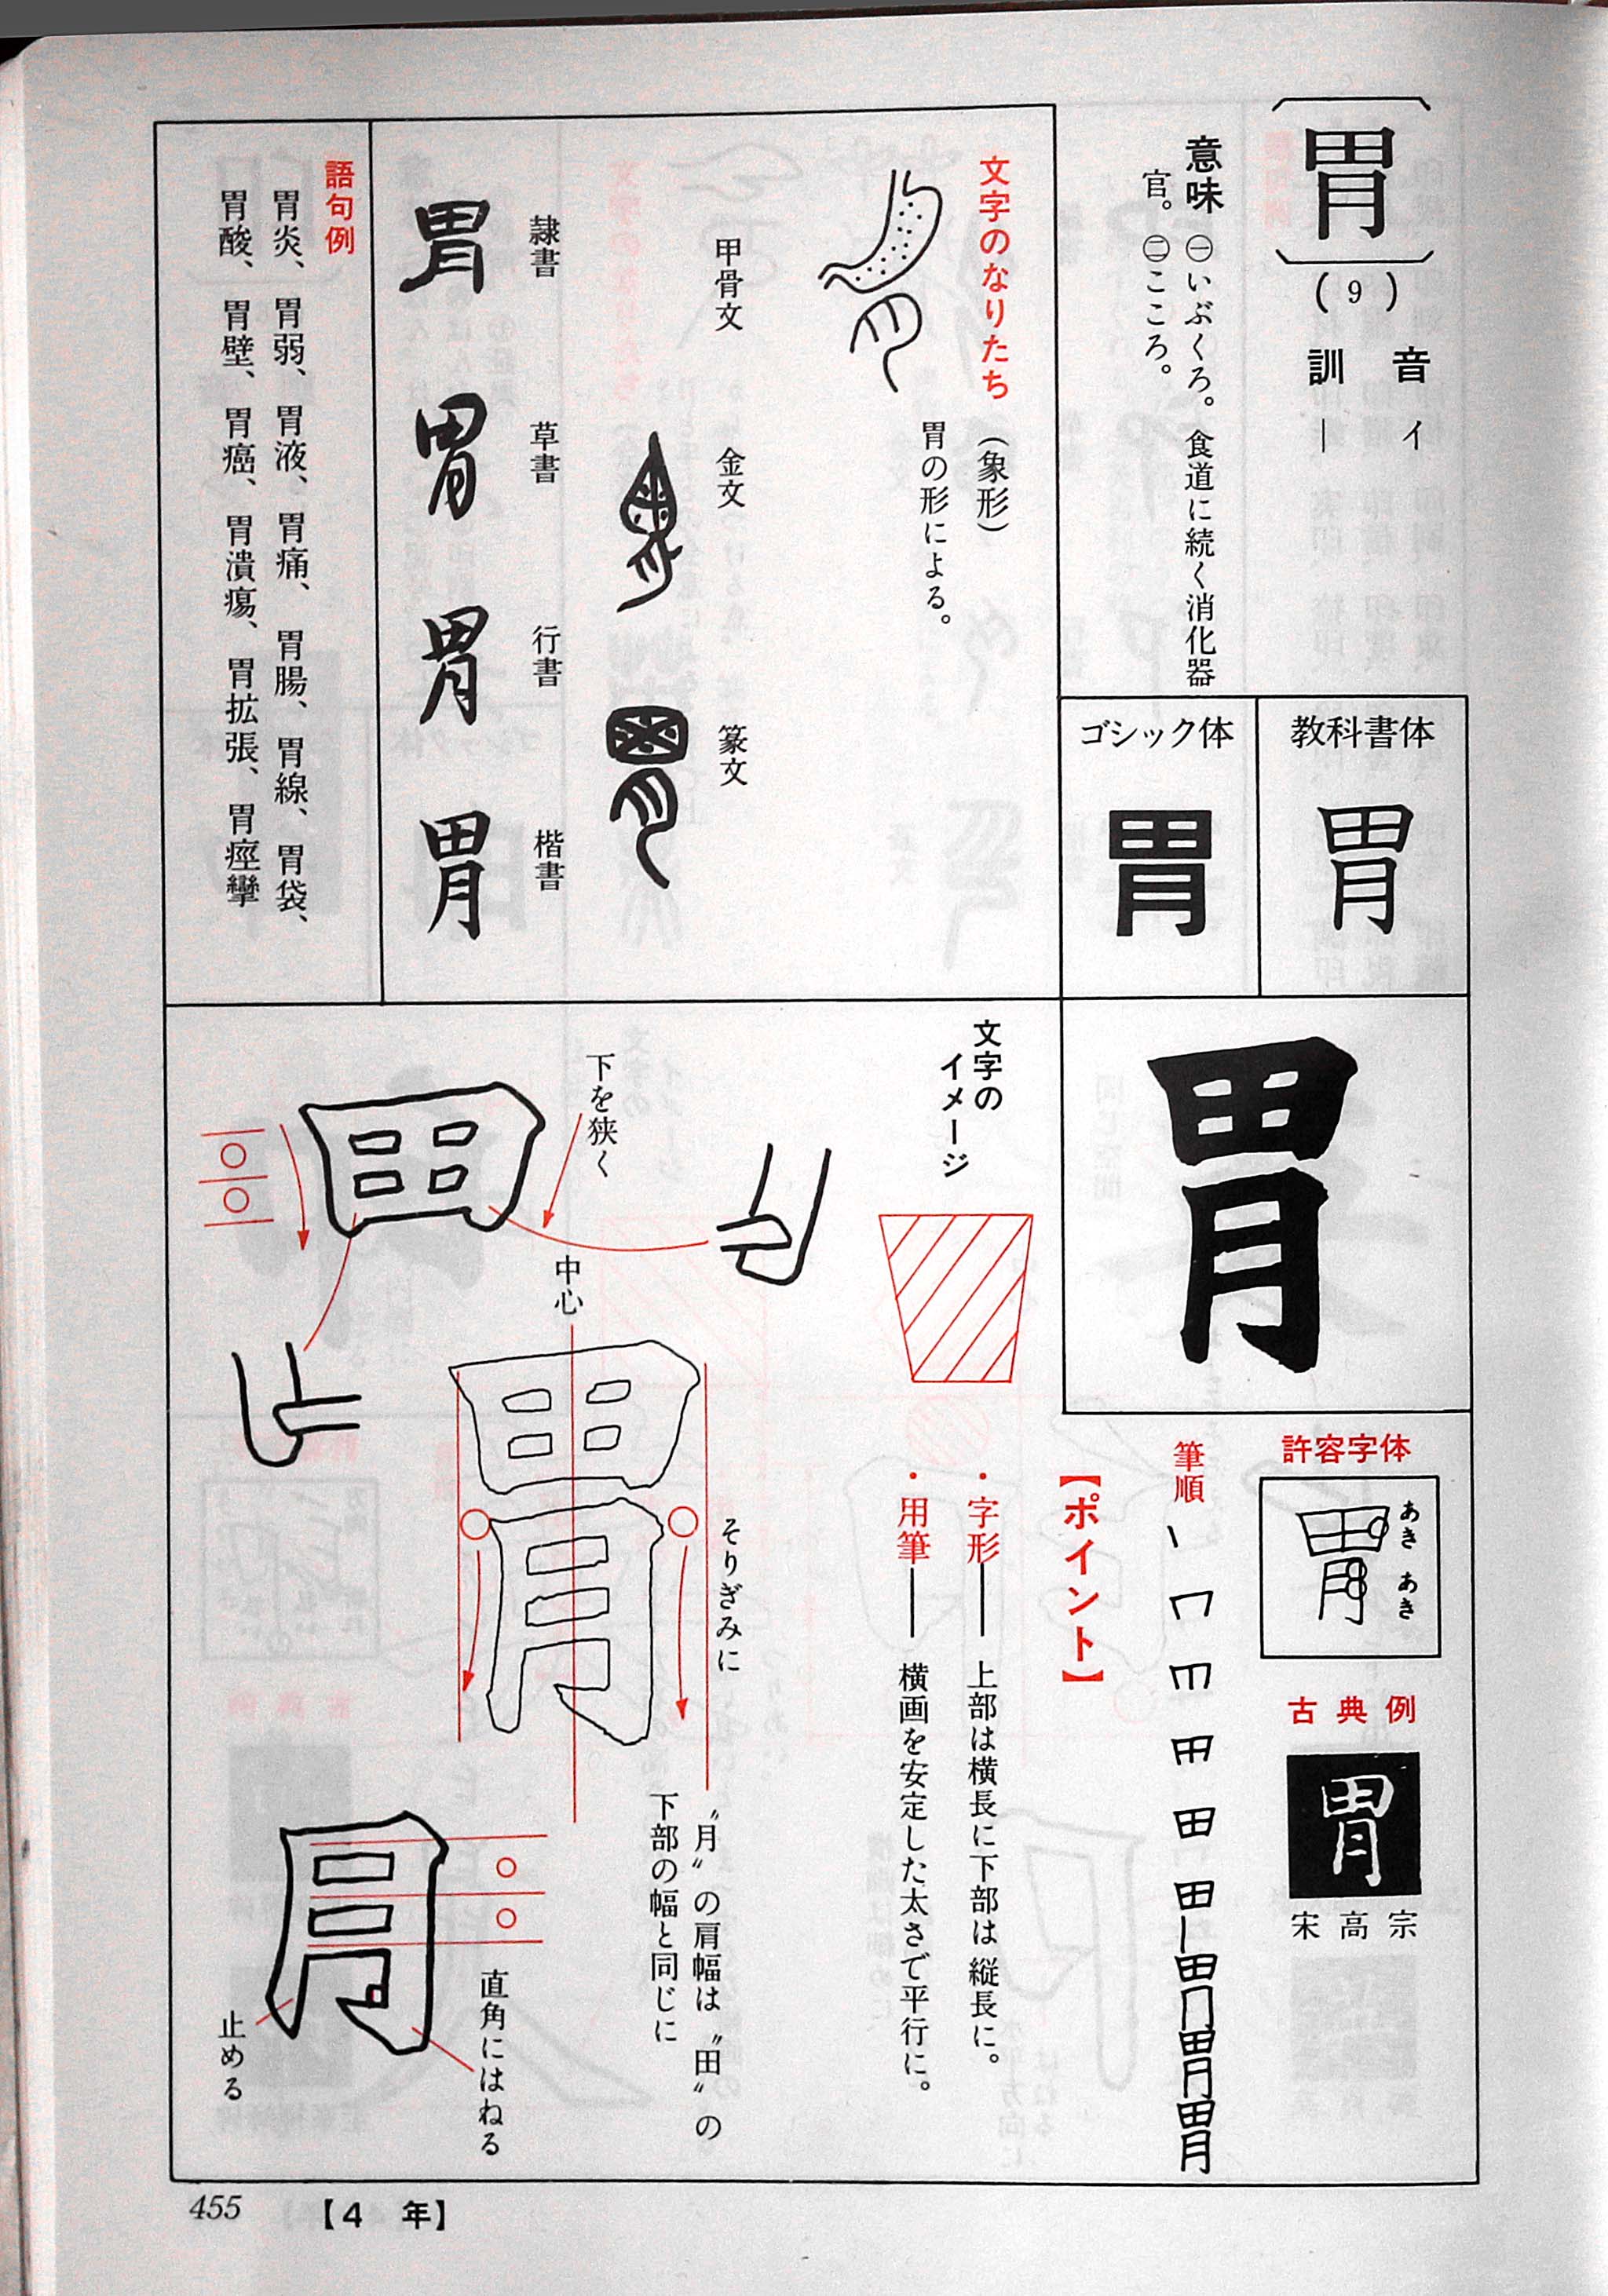 胃
(9)
音 イ
訓 ―
意味 ㊀いぶくろ。食道に続く消化器
官。㊁こころ。
教科書体
胃
ゴシック体
胃
文字のなりたち
(象形)
胃の形による。
甲骨文
金文
篆文
隷書
草書
行書
楷書
胃
胃
胃
胃
語句例
胃炎、胃弱、胃液、胃痛、胃腸、胃線、胃袋、
胃酸、胃壁、胃癌、胃潰瘍、胃拡張、胃痙攣
胃
許容字体
胃
あき あき
古典例
胃
宋高宗
筆順
【ポイント】
・字形――上部は横長に下部は縦長に。
・用筆――横画を安定した太さで平行に。
文字の
イメージ
下を狭く
中心
そりぎみに
〝月〟の肩幅は〝田〟の
下部の幅と同じに
直角にはねる
止める
455 【4 年】